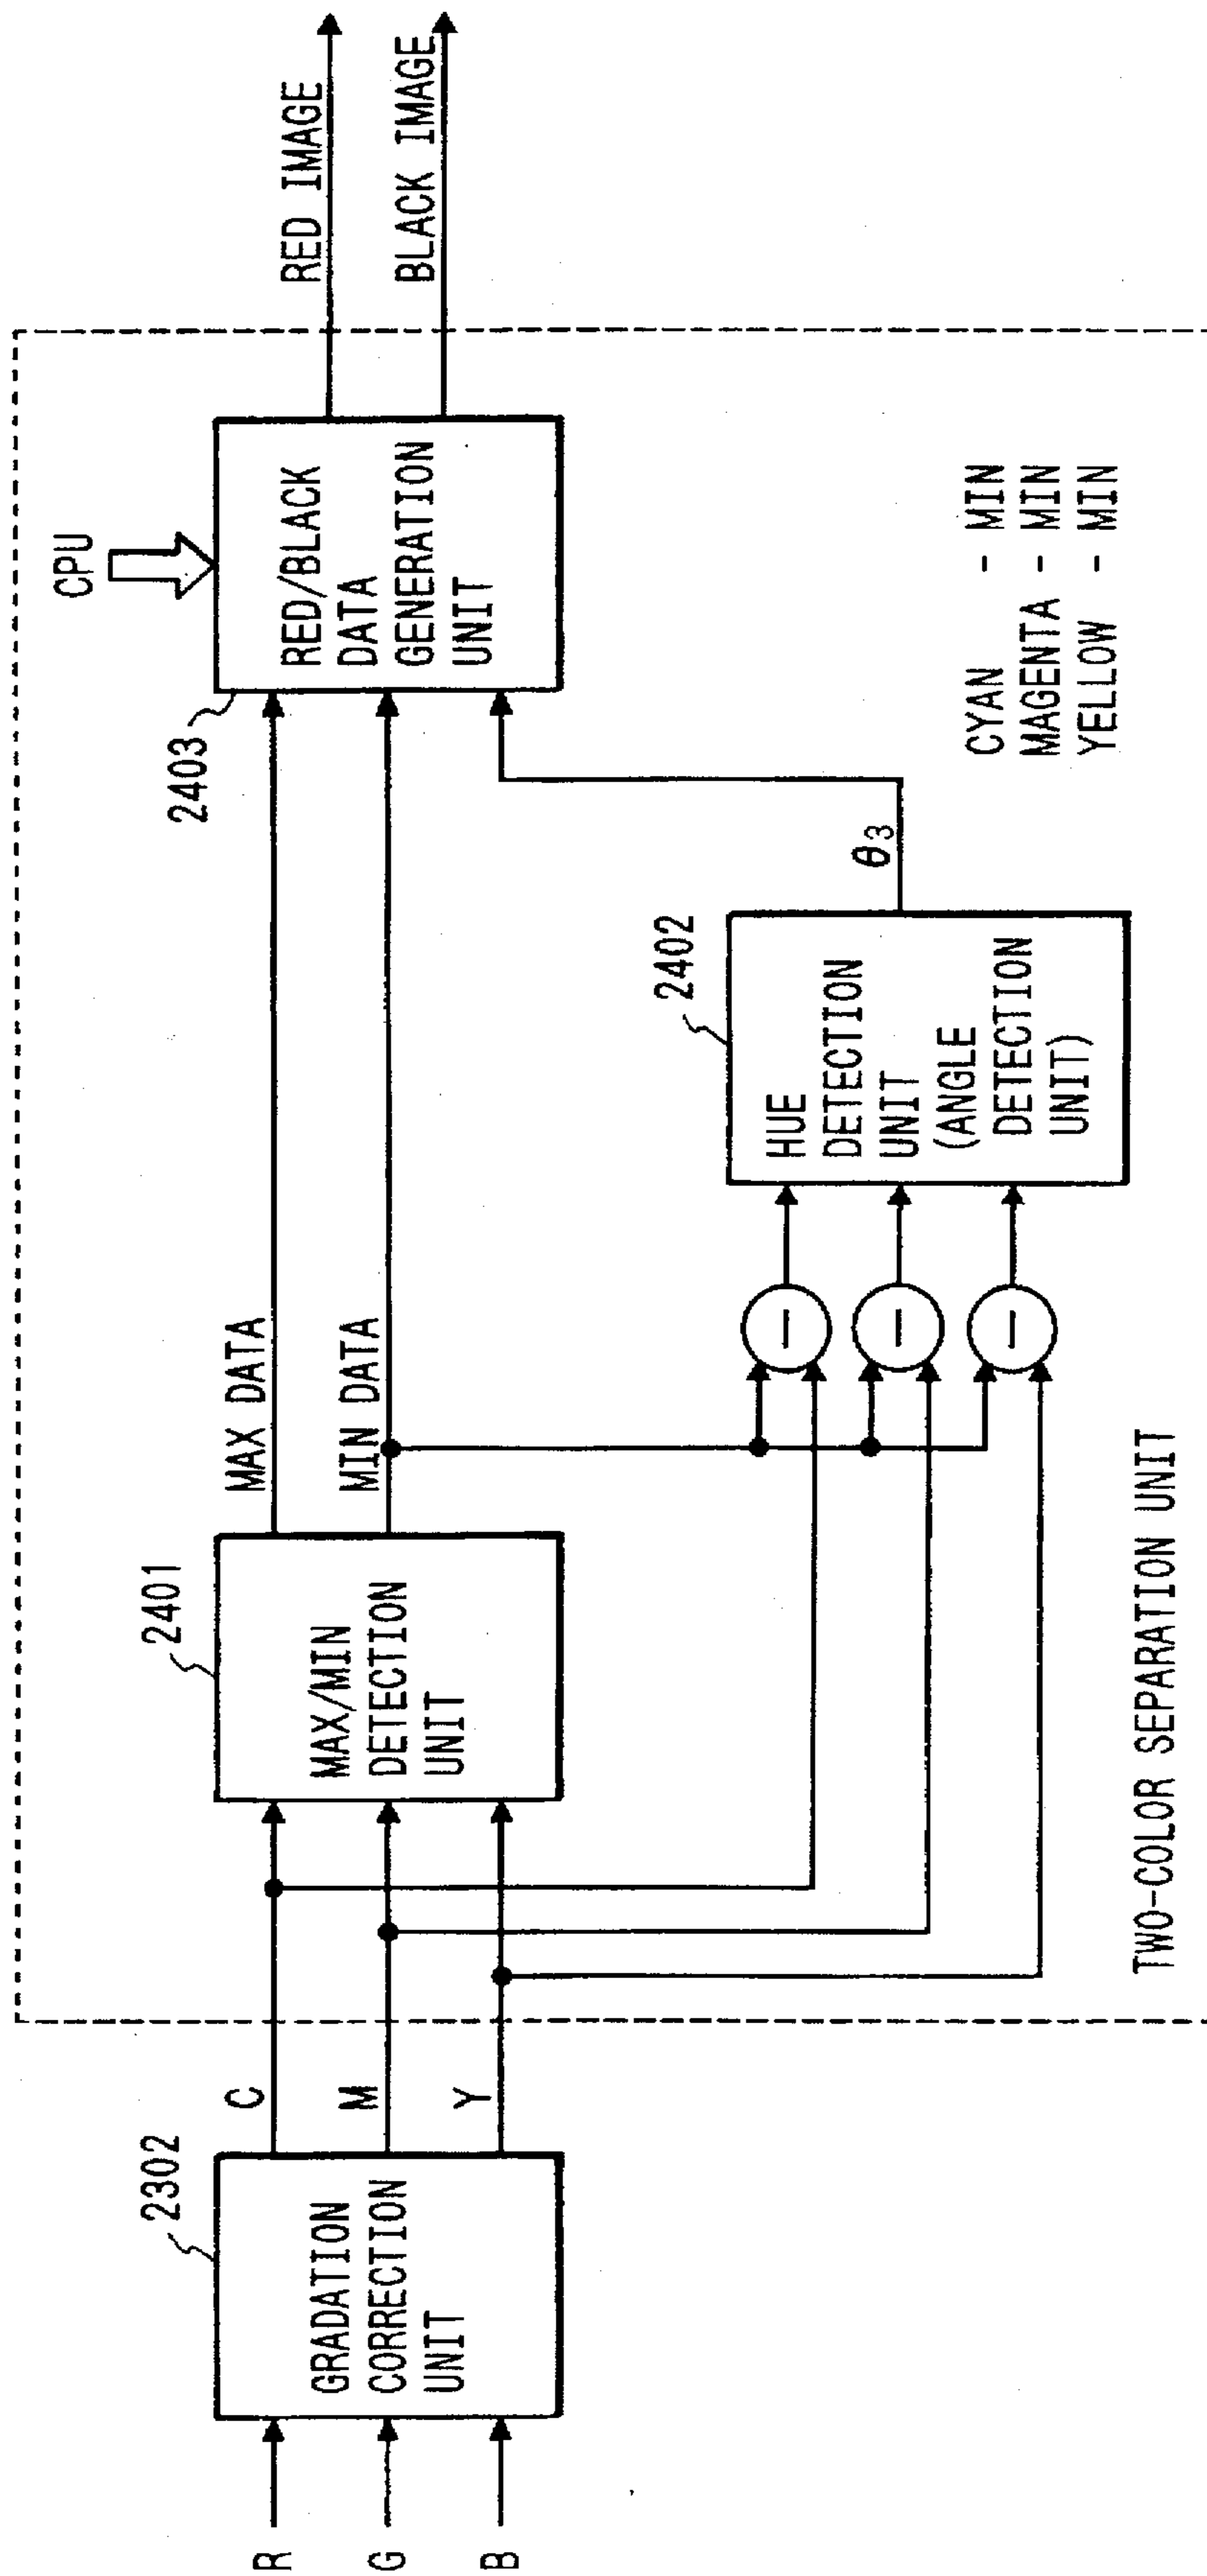 R
G
B
2302
GRADATION
CORRECTION
UNIT
C
M
Y
2401
MAX/MIN
DETECTION
UNIT
MAX DATA
MIN DATA
2402
HUE
DETECTION
UNIT
(ANGLE
DETECTION
UNIT)
θ3
2403
CPU
RED/BLACK
DATA
GENERATION
UNIT
RED IMAGE
BLACK IMAGE
CYAN - MIN
MAGENTA - MIN
YELLOW - MIN
TWO-COLOR SEPARATION UNIT